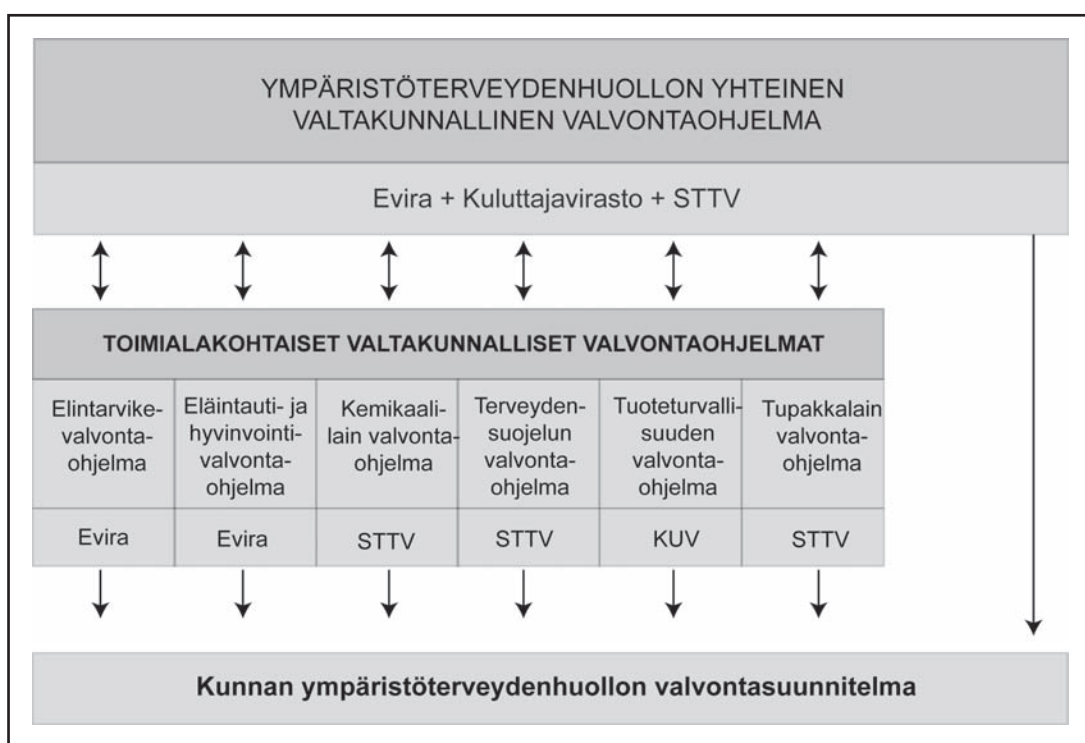 YMPÄRISTÖTERVEYDENHUOLLON YHTEINEN
VALTAKUNNALLINEN VALVONTAOHJELMA
Evira + Kuluttajavirasto + STTV
TOIMIALAKOHTAISET VALTAKUNNALLISET VALVONTAOHJELMAT
Elintarvike-
valvonta-
ohjelma
Eläintauti- ja
hyvinvointi-
valvonta-
ohjelma
Kemikaali-
lain valvonta-
ohjelma
Terveyden-
suojelun
valvonta-
ohjelma
Tuoteturvalli-
suuden
valvonta-
ohjelma
Tupakkalain
valvonta-
ohjelma
Evira
Evira
STTV
STTV
KUV
STTV
Kunnan ympäristöterveydenhuollon valvontasuunnitelma